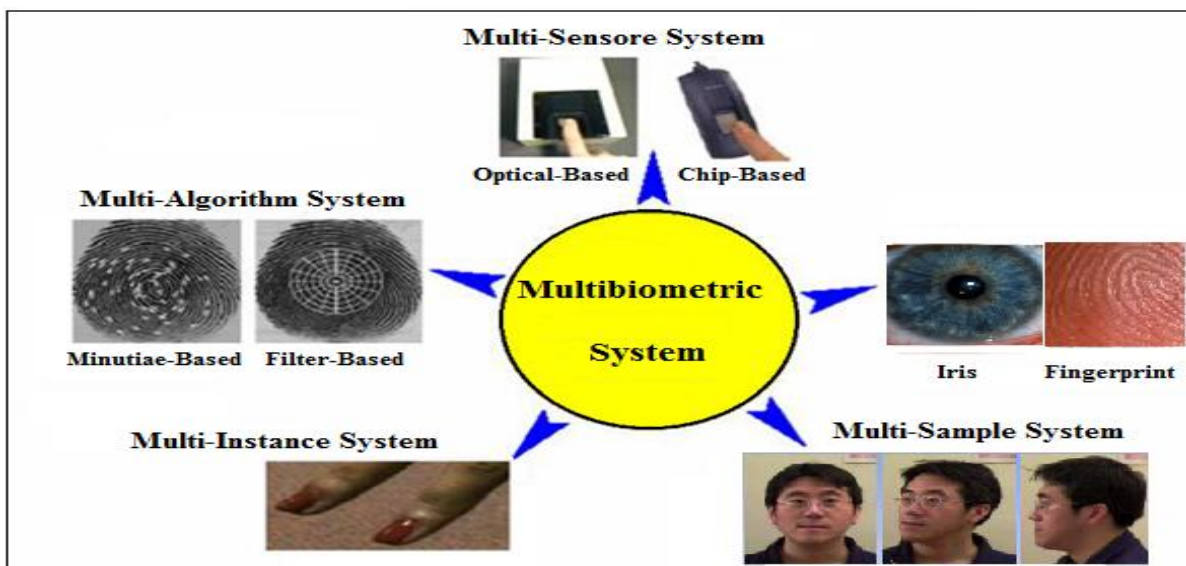 Multi-Sensore System
Optical-Based
Chip-Based
Multi-Algorithm System
Minutiae-Based
Filter-Based
Multibiometric
System
Iris
Fingerprint
Multi-Instance System
Multi-Sample System